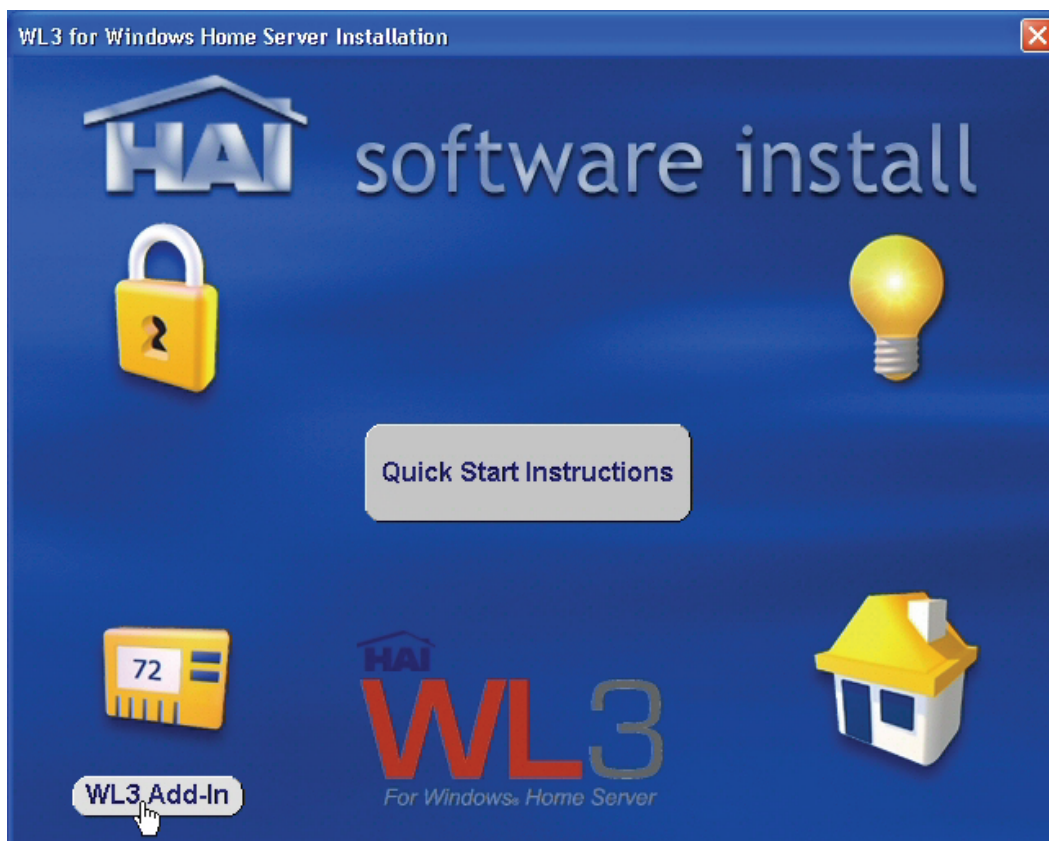 WL3 for Windows Home Server Installation
HAI software install
Quick Start Instructions
72
HAI
WL3
For Windows® Home Server
WL3 Add-In